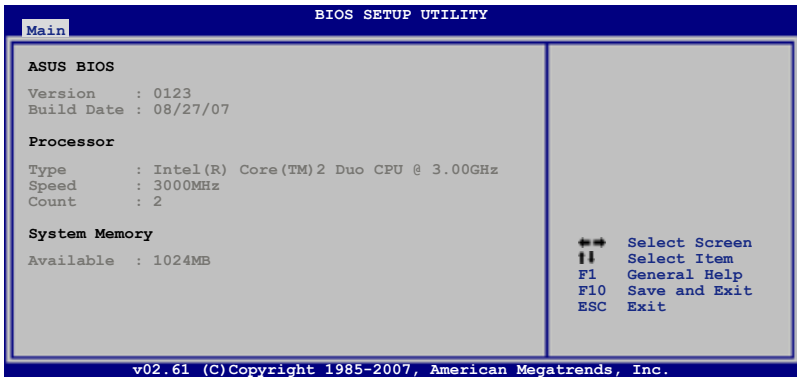 BIOS SETUP UTILITY
Main
ASUS BIOS
Version : 0123
Build Date : 08/27/07
Processor
Type : Intel(R) Core(TM)2 Duo CPU @ 3.00GHz
Speed : 3000MHz
Count : 2
System Memory
Available : 1024MB
←→ Select Screen
↑↓ Select Item
F1 General Help
F10 Save and Exit
ESC Exit
v02.61 (C)Copyright 1985-2007, American Megatrends, Inc.